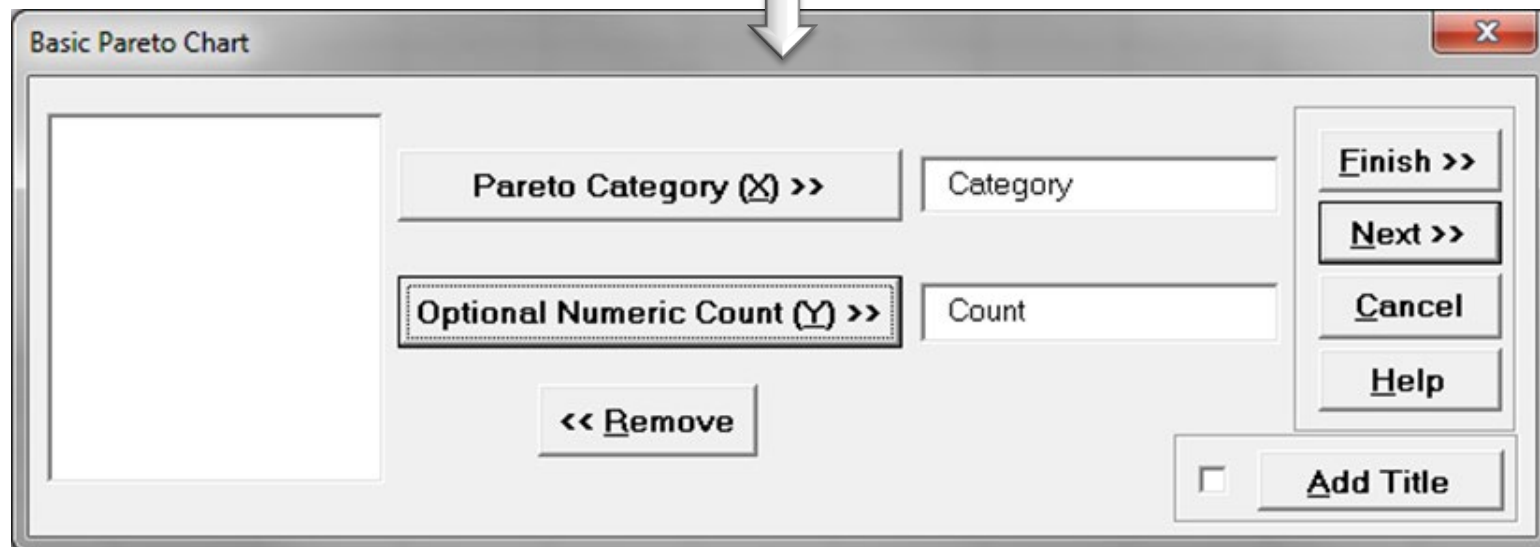 Basic Pareto Chart
Pareto Category (X) >>
Category
Optional Numeric Count (Y) >>
Count
<< Remove
Finish >>
Next >>
Cancel
Help
Add Title